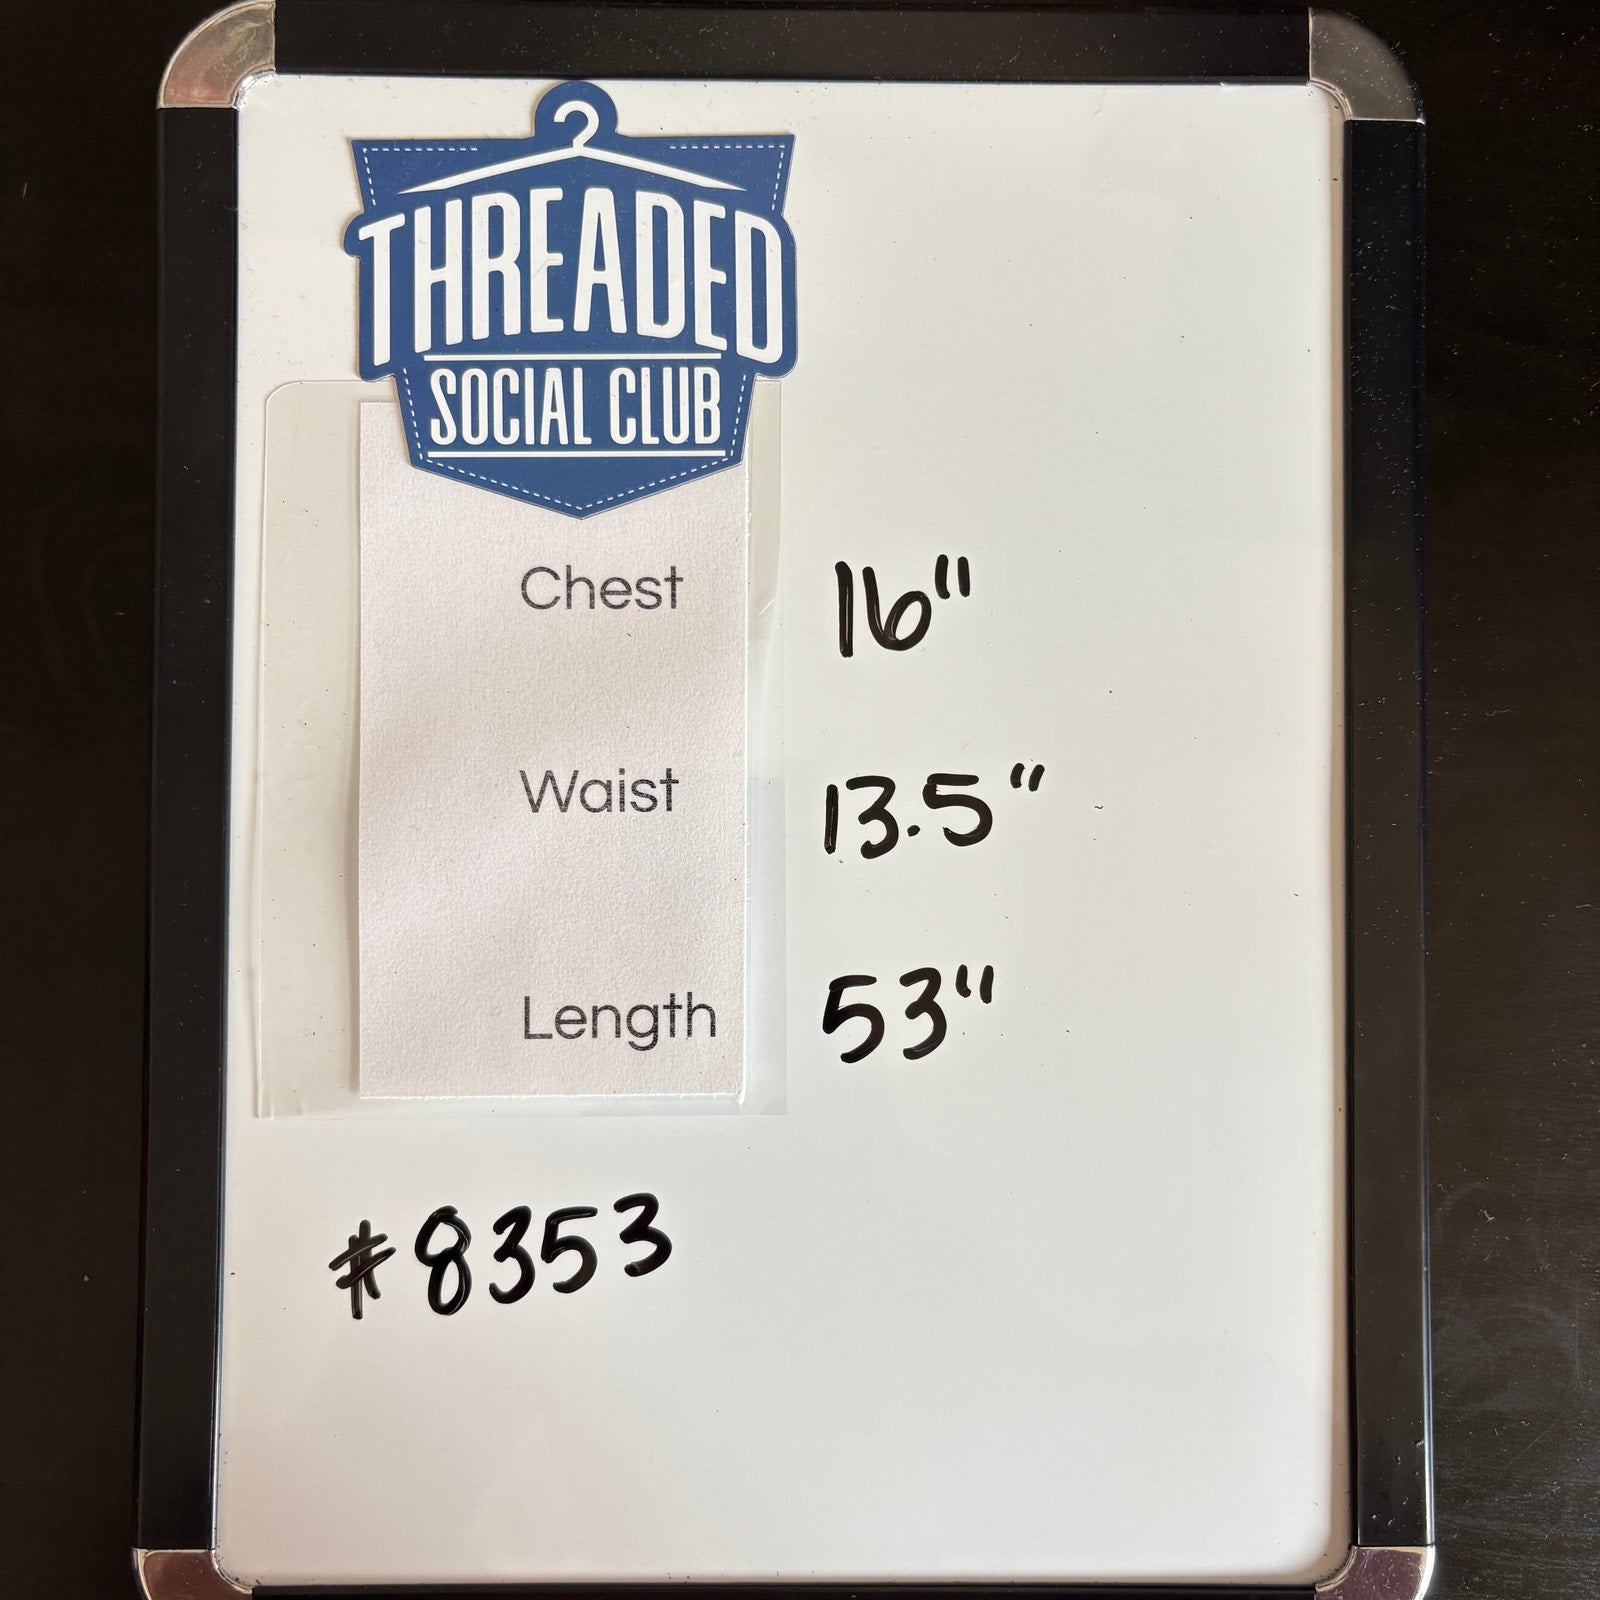 THREADED
SOCIAL CLUB
Chest 16"
Waist 13.5"
Length 53"
#8353